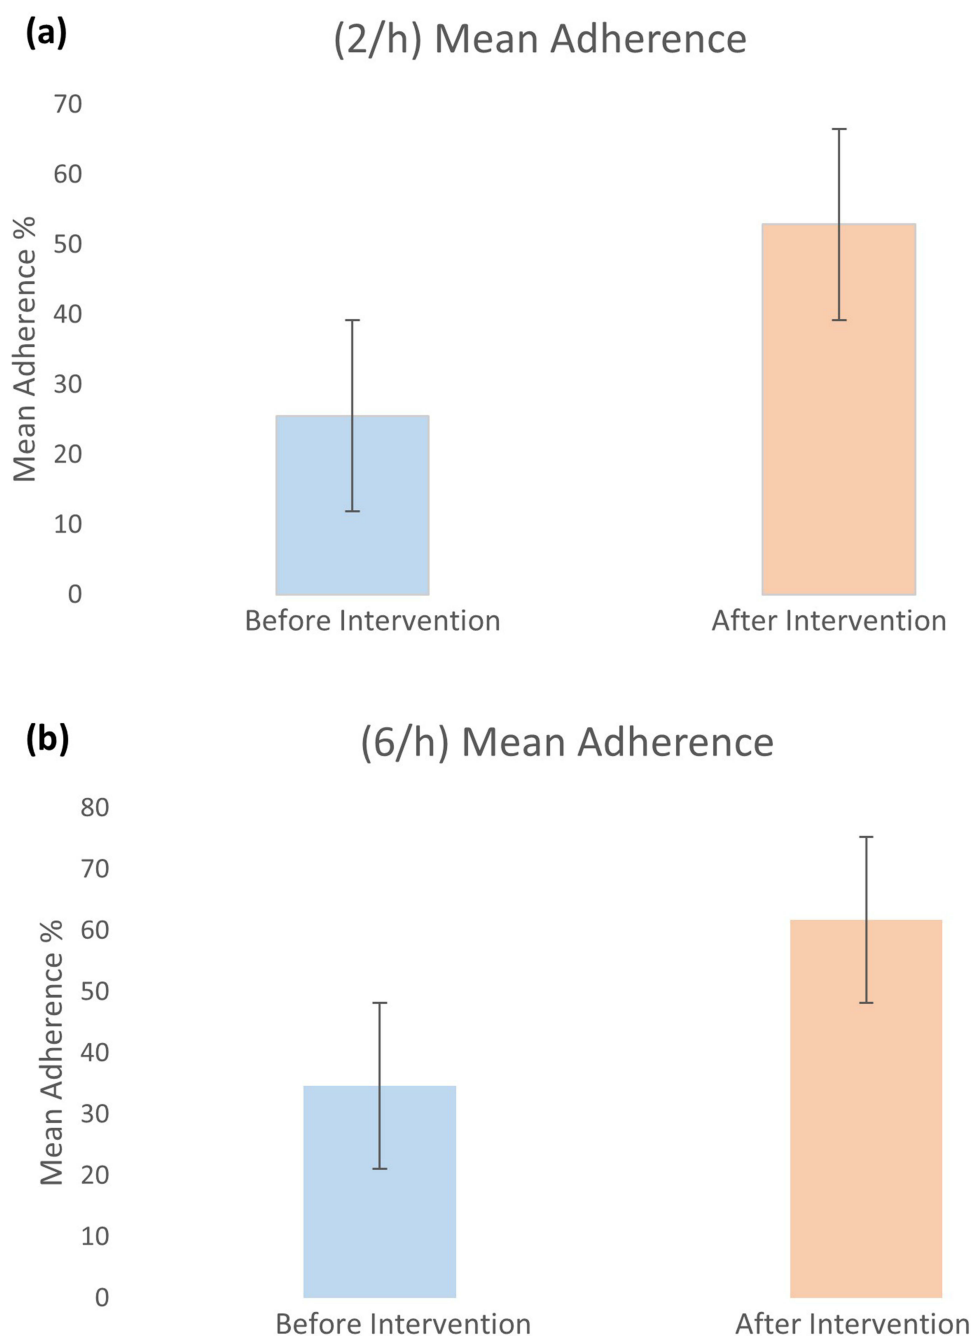 (a)
(2/h) Mean Adherence
Mean Adherence %
70
60
50
40
30
20
10
0
Before Intervention
After Intervention
(b)
(6/h) Mean Adherence
Mean Adherence %
80
70
60
50
40
30
20
10
0
Before Intervention
After Intervention